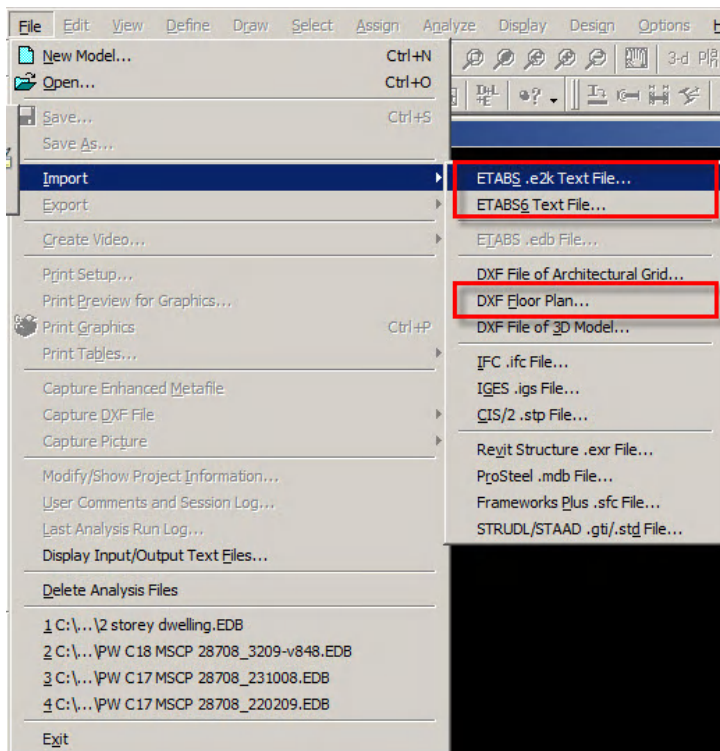 File Edit View Define Draw Select Assign Analyze Display Design Options
New Model... Ctrl+N
Open... Ctrl+O
3-d
Save... Ctrl+S
Save As...
Import
Export
Create Video...
Print Setup...
Print Preview for Graphics...
Print Graphics Ctrl+P
Print Tables...
Capture Enhanced Metafile
Capture DXF File
Capture Picture
Modify/Show Project Information...
User Comments and Session Log...
Last Analysis Run Log...
Display Input/Output Text Files...
Delete Analysis Files
1 C:\...\2 storey dwelling.EDB
2 C:\...\PW C18 MSCP 28708_3209-v848.EDB
3 C:\...\PW C17 MSCP 28708_231008.EDB
4 C:\...\PW C17 MSCP 28708_220209.EDB
Exit
ETABS .e2k Text File...
ETABS6 Text File...
ETABS .edb File...
DXF File of Architectural Grid...
DXF Floor Plan...
DXF File of 3D Model...
IFC .ifc File...
IGES .igs File...
CIS/2 .stp File...
Revit Structure .exr File...
ProSteel .mdb File...
Frameworks Plus .sfc File...
STRUDL/STAAD .gti/.std File...